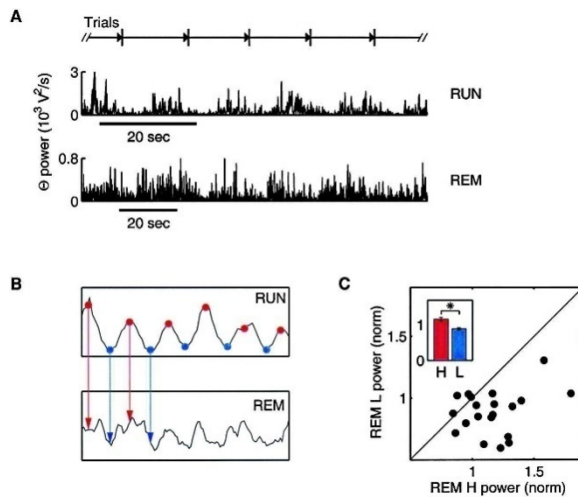 A
Trials
3
0
RUN
20 sec
0.8
0
REM
20 sec
Θ power (10³ V²/s)
B
RUN
REM
C
1.5
1
REM L power (norm)
1
0
*
H L
1 1.5
REM H power (norm)